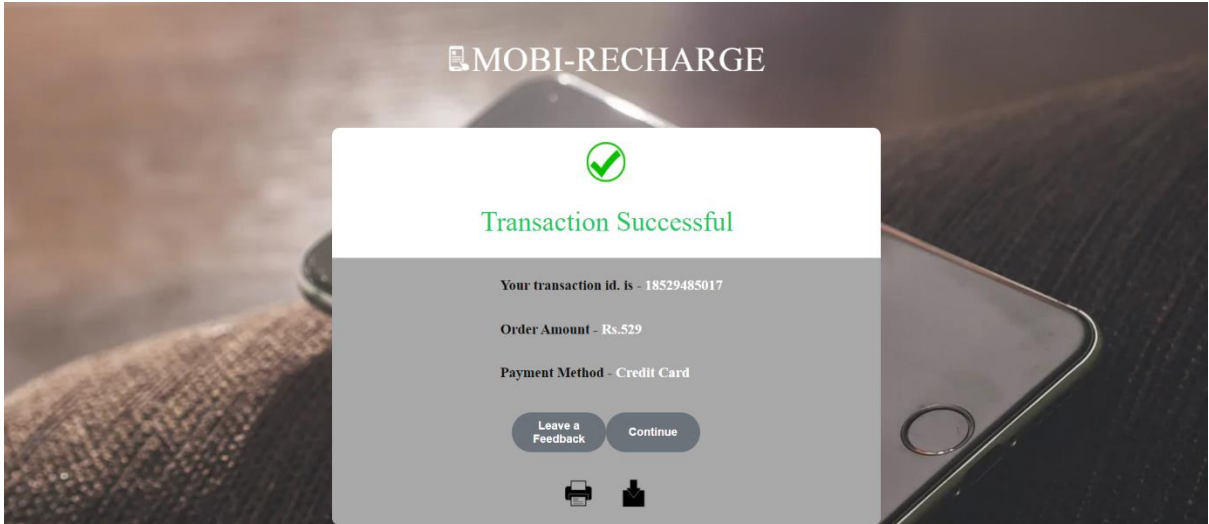 MOBI-RECHARGE
Transaction Successful
Your transaction id. is - 18529485017
Order Amount - Rs.529
Payment Method - Credit Card
Leave a
Feedback
Continue